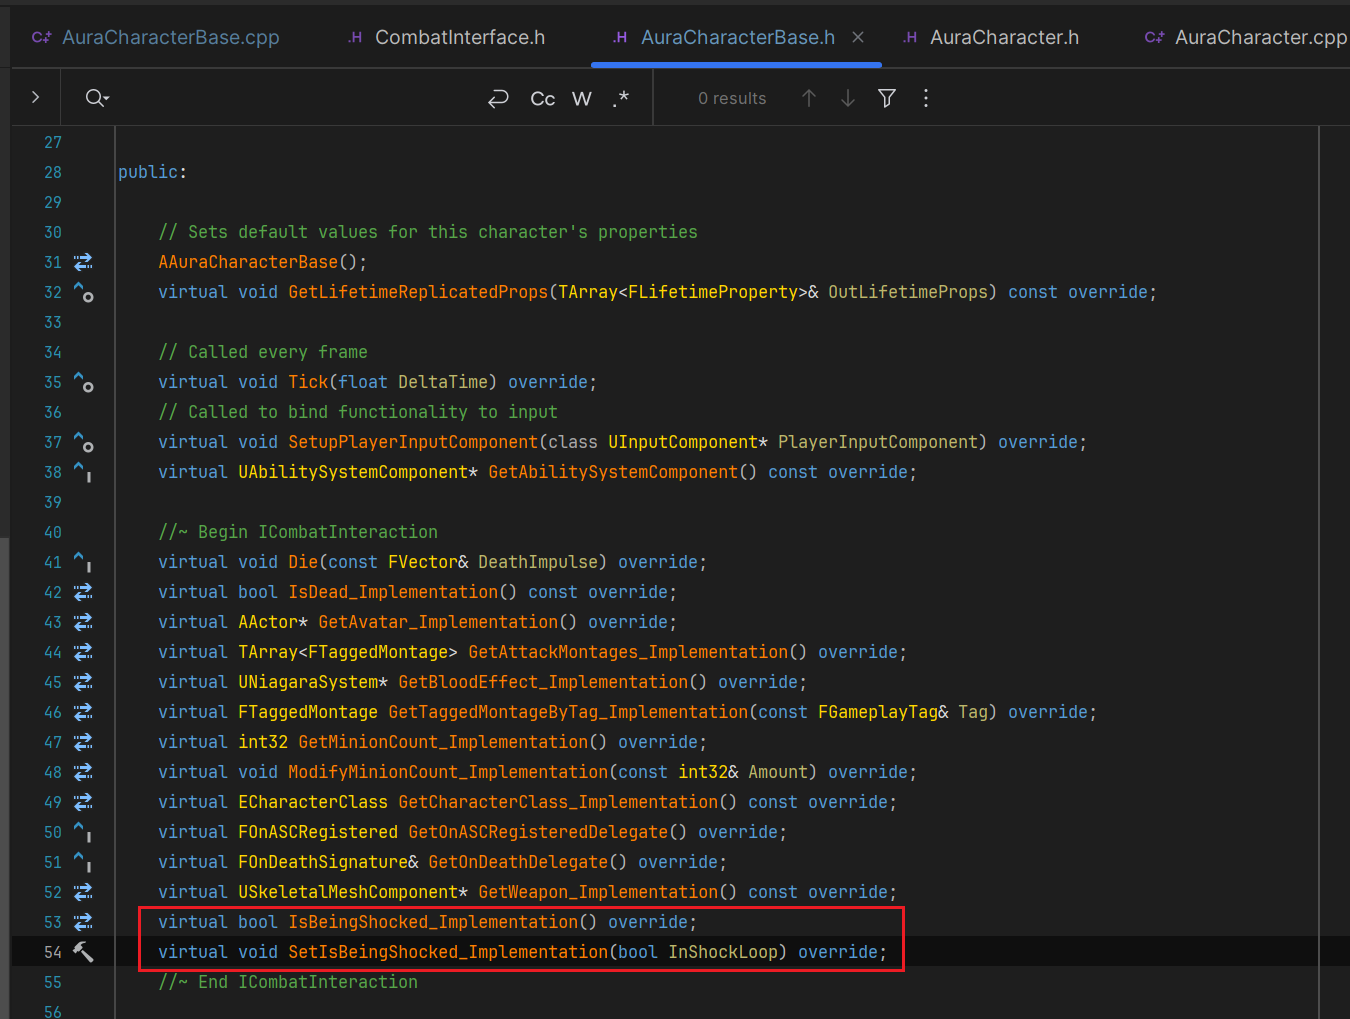 C++ AuraCharacterBase.cpp
.H CombatInterface.h
.H AuraCharacterBase.h
.H AuraCharacter.h
C++ AuraCharacter.cpp
Cc W .* 0 results
27
28 public:
29
30 // Sets default values for this character's properties
31 AAuraCharacterBase();
32 virtual void GetLifetimeReplicatedProps(TArray<FLifetimeProperty>& OutLifetimeProps) const override;
33
34 // Called every frame
35 virtual void Tick(float DeltaTime) override;
36 // Called to bind functionality to input
37 virtual void SetupPlayerInputComponent(class UInputComponent* PlayerInputComponent) override;
38 virtual UAbilitySystemComponent* GetAbilitySystemComponent() const override;
39
40 //~ Begin ICombatInteraction
41 virtual void Die(const FVector& DeathImpulse) override;
42 virtual bool IsDead_Implementation() const override;
43 virtual AActor* GetAvatar_Implementation() override;
44 virtual TArray<FTaggedMontage> GetAttackMontages_Implementation() override;
45 virtual UNiagaraSystem* GetBloodEffect_Implementation() override;
46 virtual FTaggedMontage GetTaggedMontageByTag_Implementation(const FGameplayTag& Tag) override;
47 virtual int32 GetMinionCount_Implementation() override;
48 virtual void ModifyMinionCount_Implementation(const int32& Amount) override;
49 virtual ECharacterClass GetCharacterClass_Implementation() const override;
50 virtual FOnASCRegistered GetOnASCRegisteredDelegate() override;
51 virtual FOnDeathSignature& GetOnDeathDelegate() override;
52 virtual USkeletalMeshComponent* GetWeapon_Implementation() const override;
53 virtual bool IsBeingShocked_Implementation() override;
54 virtual void SetIsBeingShocked_Implementation(bool InShockLoop) override;
55 //~ End ICombatInteraction
56